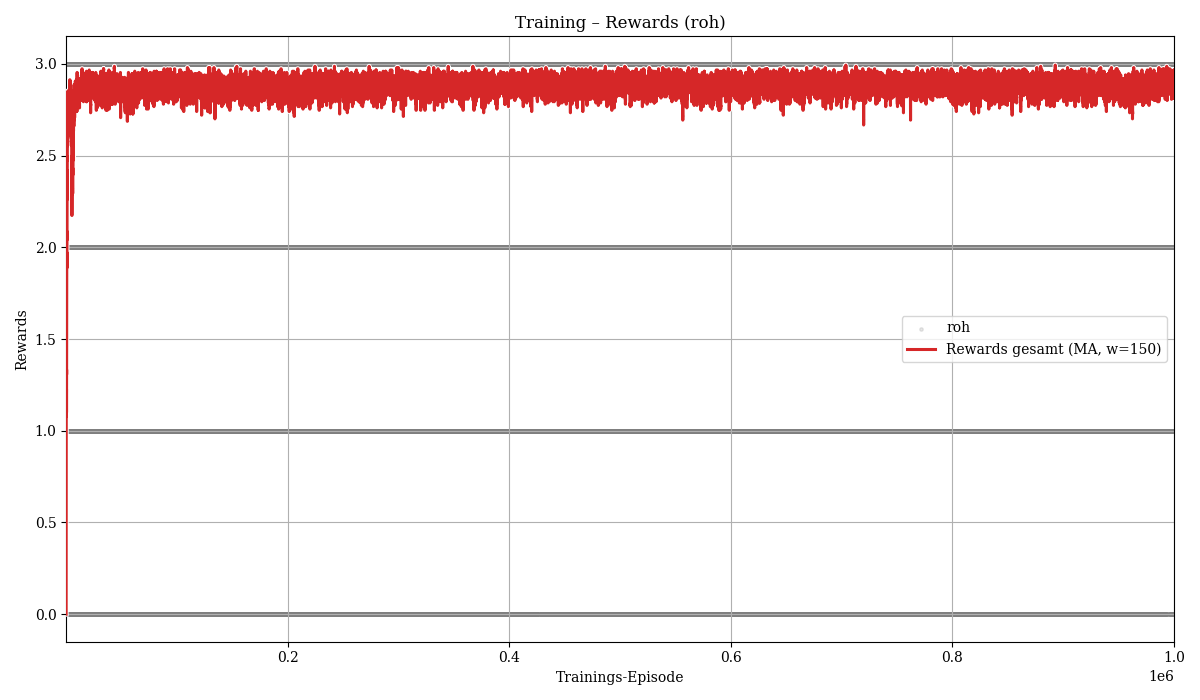 Training – Rewards (roh)
3.0
2.5
2.0
1.5
1.0
0.5
0.0
Rewards
roh
Rewards gesamt (MA, w=150)
0.2 0.4 0.6 0.8 1.0
1e6
Trainings-Episode